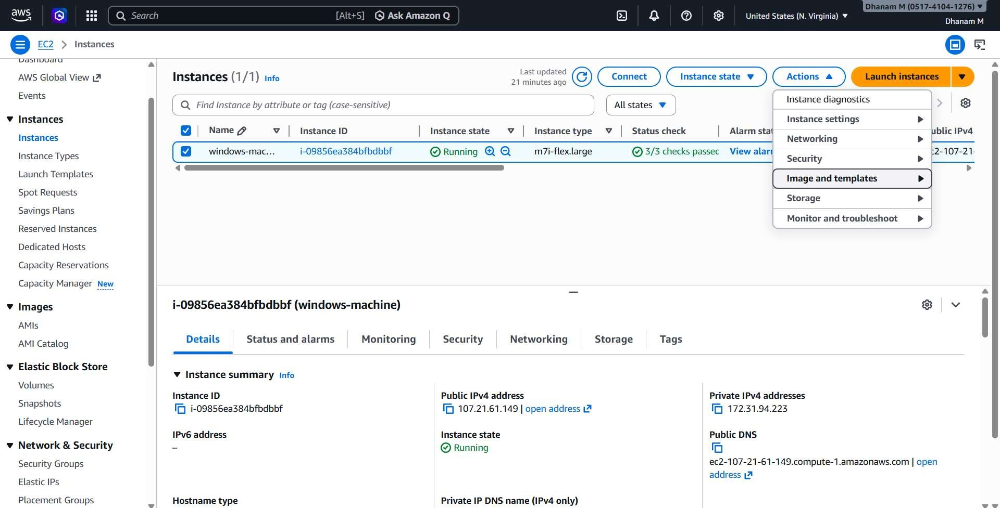 aws
Search
[Alt+S]
Ask Amazon Q
United States (N. Virginia)
Dhanam M (0517-4104-1276)
Dhanam M
EC2
Instances
Dashboard
AWS Global View
Events
Instances
Instances
Instance Types
Launch Templates
Spot Requests
Savings Plans
Reserved Instances
Dedicated Hosts
Capacity Reservations
Capacity Manager New
Images
AMIs
AMI Catalog
Elastic Block Store
Volumes
Snapshots
Lifecycle Manager
Network & Security
Security Groups
Elastic IPs
Placement Groups
Instances (1/1) Info
Last updated
21 minutes ago
Connect
Instance state
Actions
Launch instances
Find Instance by attribute or tag (case-sensitive)
All states
Instance diagnostics
Instance settings
Networking
Security
Image and templates
Storage
Monitor and troubleshoot
Name
Instance ID
Instance state
Instance type
Status check
Alarm stat
ublic IPv4
windows-mac...
i-09856ea384bfbdbbf
Running
m7i-flex.large
3/3 checks passed
View alarn
c2-107-21-
i-09856ea384bfbdbbf (windows-machine)
Details
Status and alarms
Monitoring
Security
Networking
Storage
Tags
Instance summary Info
Instance ID
i-09856ea384bfbdbbf
Public IPv4 address
107.21.61.149 | open address
Private IPv4 addresses
172.31.94.223
IPv6 address
–
Instance state
Running
Public DNS
ec2-107-21-61-149.compute-1.amazonaws.com | open
address
Hostname type
Private IP DNS name (IPv4 only)